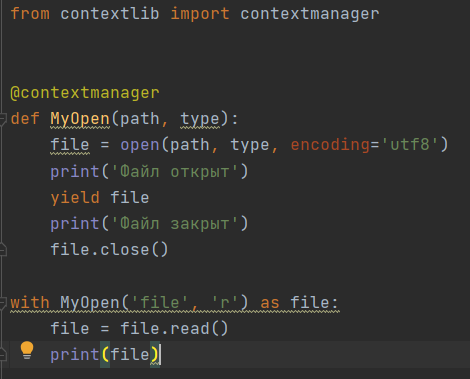 from contextlib import contextmanager
@contextmanager
def MyOpen(path, type):
    file = open(path, type, encoding='utf8')
    print('Файл открыт')
    yield file
    print('Файл закрыт')
    file.close()
with MyOpen('file', 'r') as file:
    file = file.read()
    print(file)